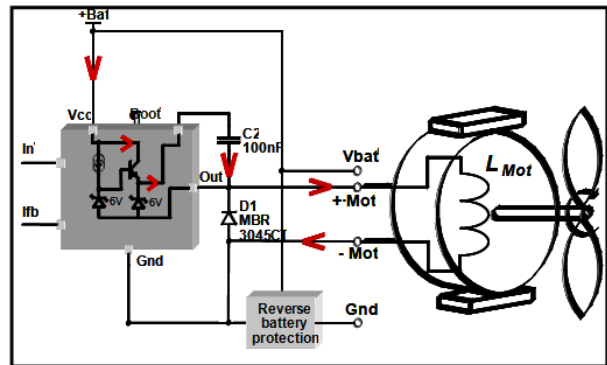 +Bat
Vcc
Boot
C2
100nF
In
Out
Vbat
+Mot
L Mot
-6V
-6V
D1
MBR
3045CT
Ifb
- Mot
Gnd
Reverse
battery
protection
Gnd